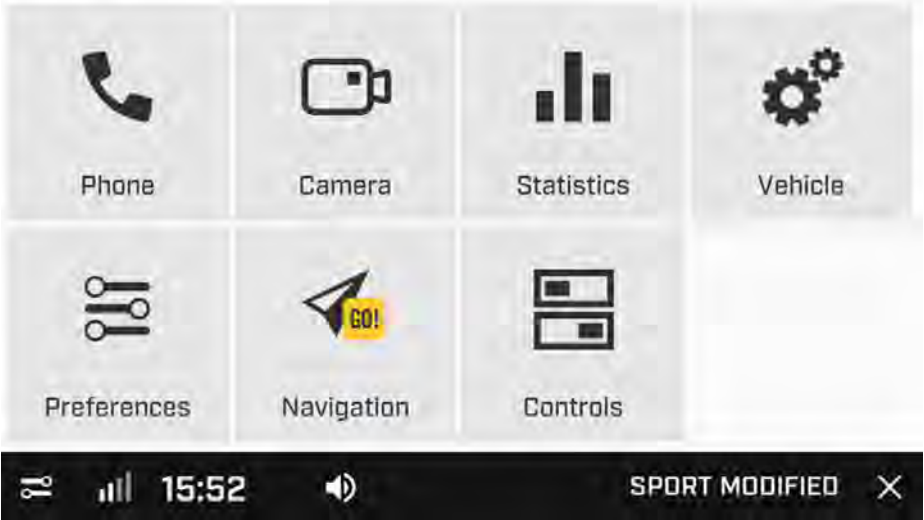 Phone Camera Statistics Vehicle
GO!
Preferences Navigation Controls
15:52 SPORT MODIFIED